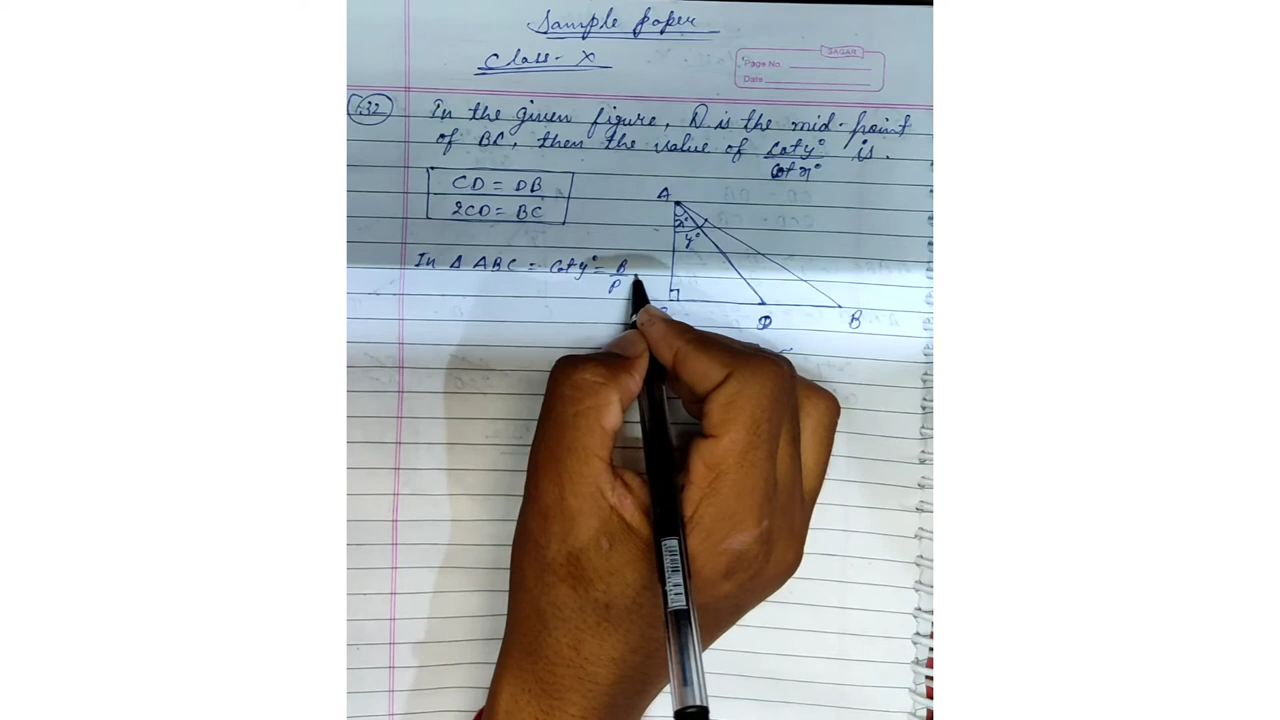 Sample paper
Class - X
SAGAR
Page No.
Date
32
In the given figure, D is the mid-point
of BC, then the value of cot y° / cot x° is.
CD = DB
2CD = BC
A
x°
y°
In Δ ABC = Cot y° = B/P
D
B